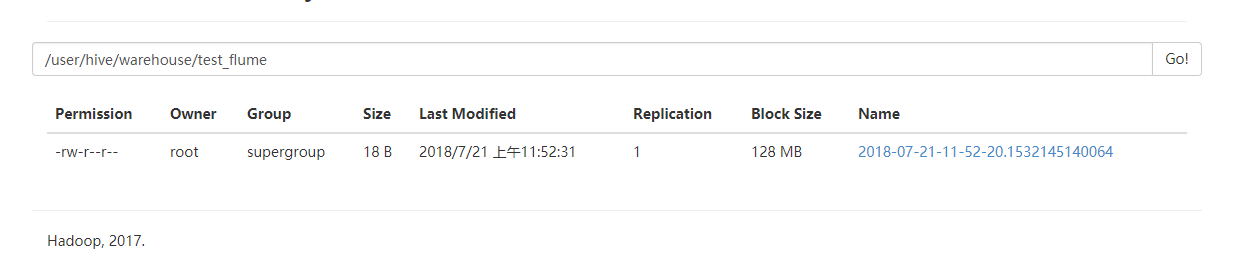 /user/hive/warehouse/test_flume Go!
Permission Owner Group Size Last Modified Replication Block Size Name
-rw-r--r-- root supergroup 18 B 2018/7/21 上午11:52:31 1 128 MB 2018-07-21-11-52-20.1532145140064
Hadoop, 2017.